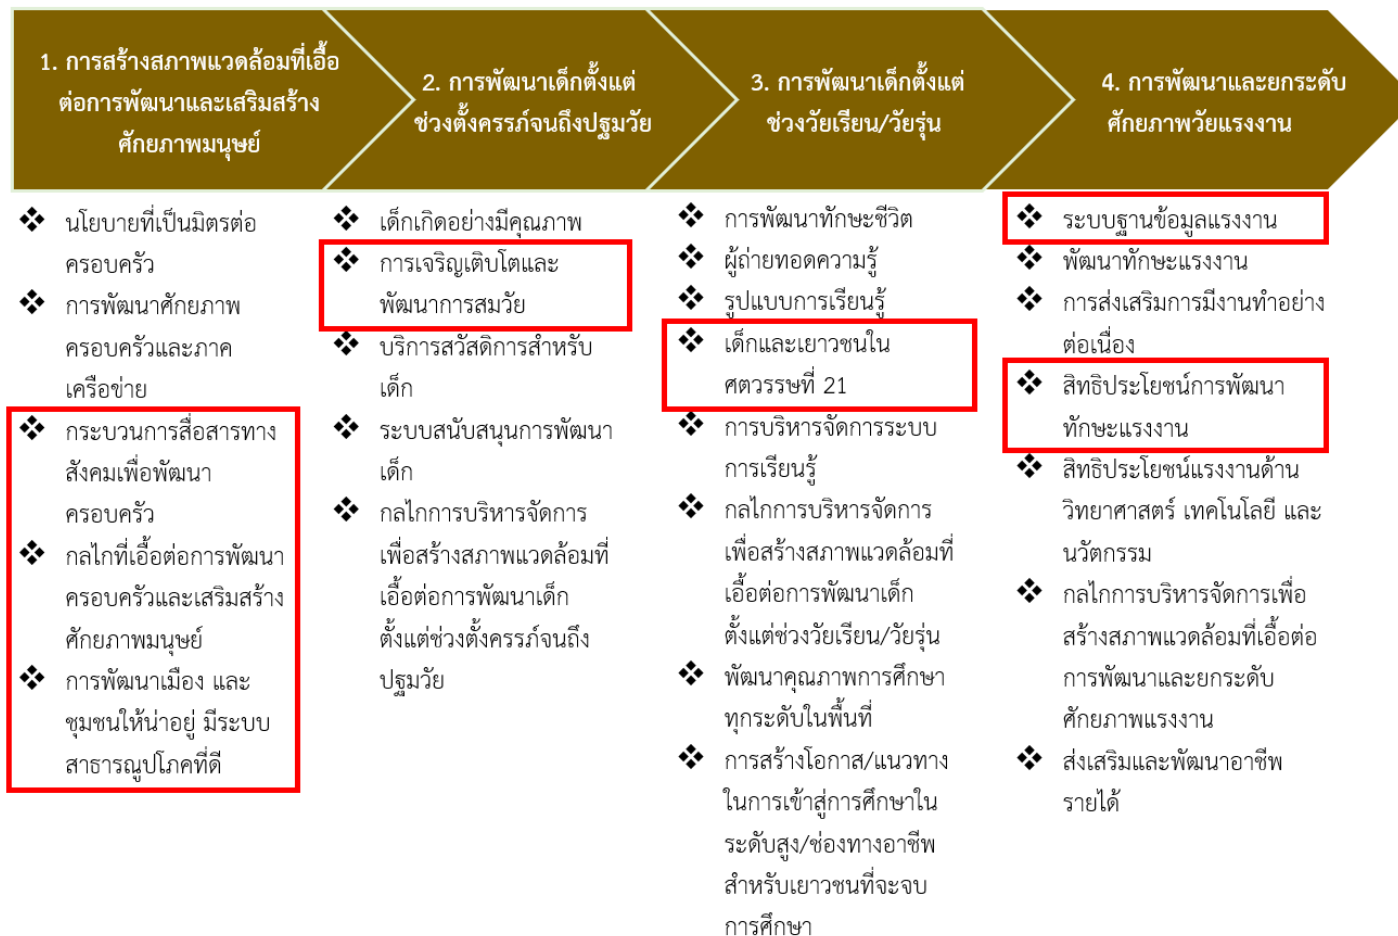 1. การสร้างสภาพแวดล้อมที่เอื้อ
ต่อการพัฒนาและเสริมสร้าง
ศักยภาพมนุษย์
2. การพัฒนาเด็กตั้งแต่
ช่วงตั้งครรภ์จนถึงปฐมวัย
3. การพัฒนาเด็กตั้งแต่
ช่วงวัยเรียน/วัยรุ่น
4. การพัฒนาและยกระดับ
ศักยภาพวัยแรงงาน
❖ นโยบายที่เป็นมิตรต่อ
ครอบครัว
❖ การพัฒนาศักยภาพ
ครอบครัวและภาค
เครือข่าย
❖ กระบวนการสื่อสารทาง
สังคมเพื่อพัฒนา
ครอบครัว
❖ กลไกที่เอื้อต่อการพัฒนา
ครอบครัวและเสริมสร้าง
ศักยภาพมนุษย์
❖ การพัฒนาเมือง และ
ชุมชนให้น่าอยู่ มีระบบ
สาธารณูปโภคที่ดี
❖ เด็กเกิดอย่างมีคุณภาพ
❖ การเจริญเติบโตและ
พัฒนาการสมวัย
❖ บริการสวัสดิการสำหรับ
เด็ก
❖ ระบบสนับสนุนการพัฒนา
เด็ก
❖ กลไกการบริหารจัดการ
เพื่อสร้างสภาพแวดล้อมที่
เอื้อต่อการพัฒนาเด็ก
ตั้งแต่ช่วงตั้งครรภ์จนถึง
ปฐมวัย
❖ การพัฒนาทักษะชีวิต
❖ ผู้ถ่ายทอดความรู้
❖ รูปแบบการเรียนรู้
❖ เด็กและเยาวชนใน
ศตวรรษที่ 21
❖ การบริหารจัดการระบบ
การเรียนรู้
❖ กลไกการบริหารจัดการ
เพื่อสร้างสภาพแวดล้อมที่
เอื้อต่อการพัฒนาเด็ก
ตั้งแต่ช่วงวัยเรียน/วัยรุ่น
❖ พัฒนาคุณภาพการศึกษา
ทุกระดับในพื้นที่
❖ การสร้างโอกาส/แนวทาง
ในการเข้าสู่การศึกษาใน
ระดับสูง/ช่องทางอาชีพ
สำหรับเยาวชนที่จะจบ
การศึกษา
❖ ระบบฐานข้อมูลแรงงาน
❖ พัฒนาทักษะแรงงาน
❖ การส่งเสริมการมีงานทำอย่าง
ต่อเนื่อง
❖ สิทธิประโยชน์การพัฒนา
ทักษะแรงงาน
❖ สิทธิประโยชน์แรงงานด้าน
วิทยาศาสตร์ เทคโนโลยี และ
นวัตกรรม
❖ กลไกการบริหารจัดการเพื่อ
สร้างสภาพแวดล้อมที่เอื้อต่อ
การพัฒนาและยกระดับ
ศักยภาพแรงงาน
❖ ส่งเสริมและพัฒนาอาชีพ
รายได้